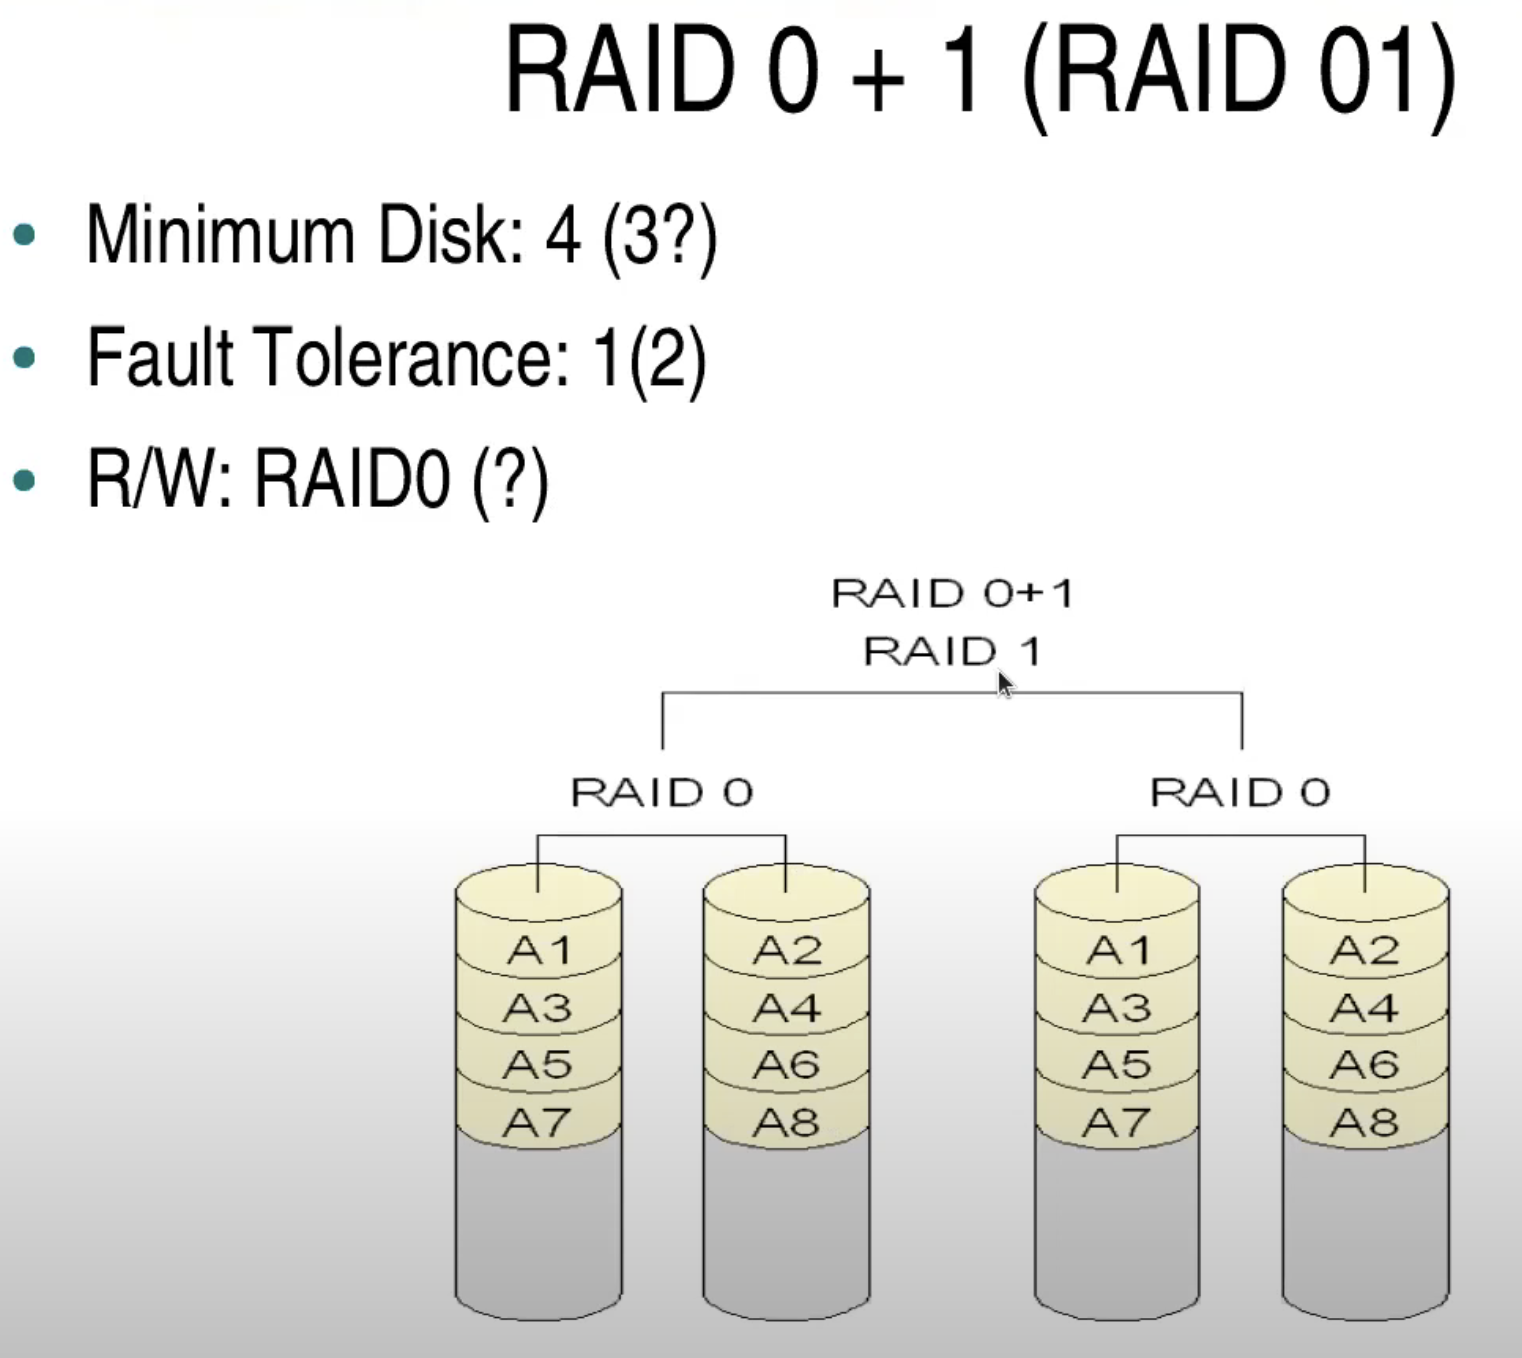 RAID 0 + 1 (RAID 01)
• Minimum Disk: 4 (3?)
• Fault Tolerance: 1(2)
• R/W: RAID0 (?)
RAID 0+1
RAID 1
RAID 0 RAID 0
A1 A2 A1 A2
A3 A4 A3 A4
A5 A6 A5 A6
A7 A8 A7 A8